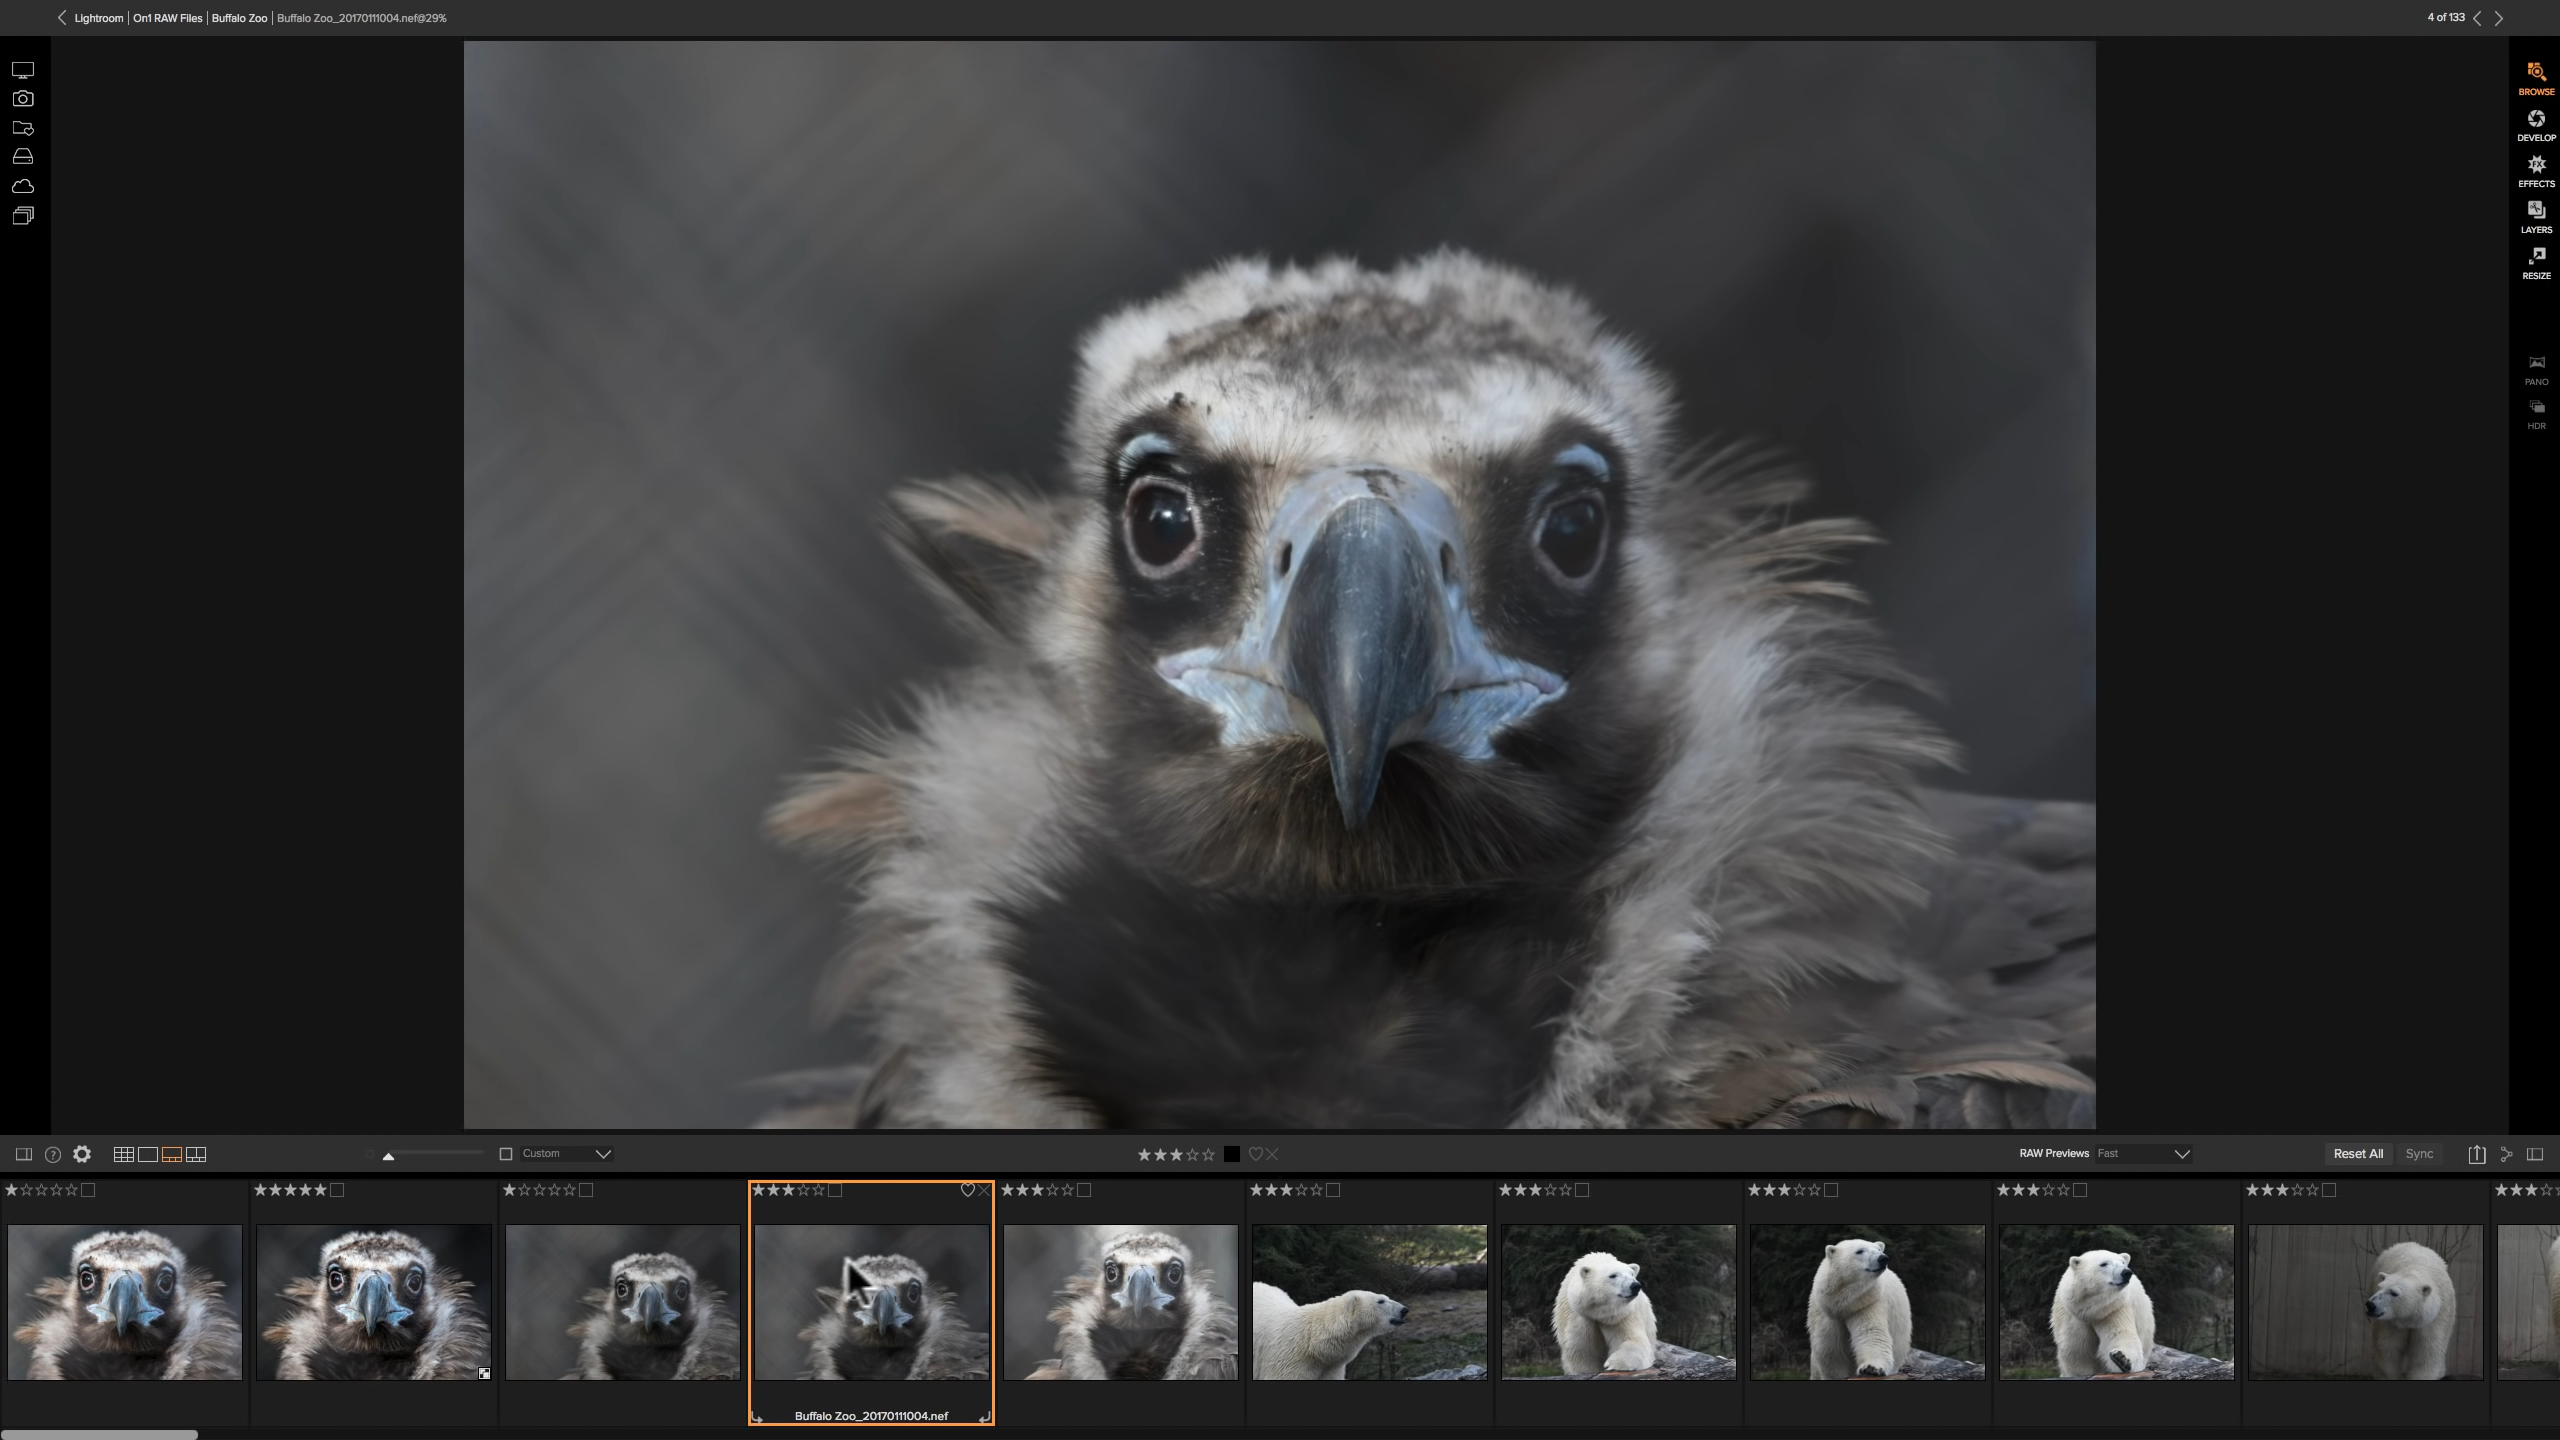 Lightroom | On1 RAW Files | Buffalo Zoo | Buffalo Zoo_20170111004.nef@29%
4 of 133
BROWSE
DEVELOP
EFFECTS
LAYERS
RESIZE
PANO
HDR
Custom
RAW Previews Fast
Reset All
Sync
Buffalo Zoo_20170111004.nef